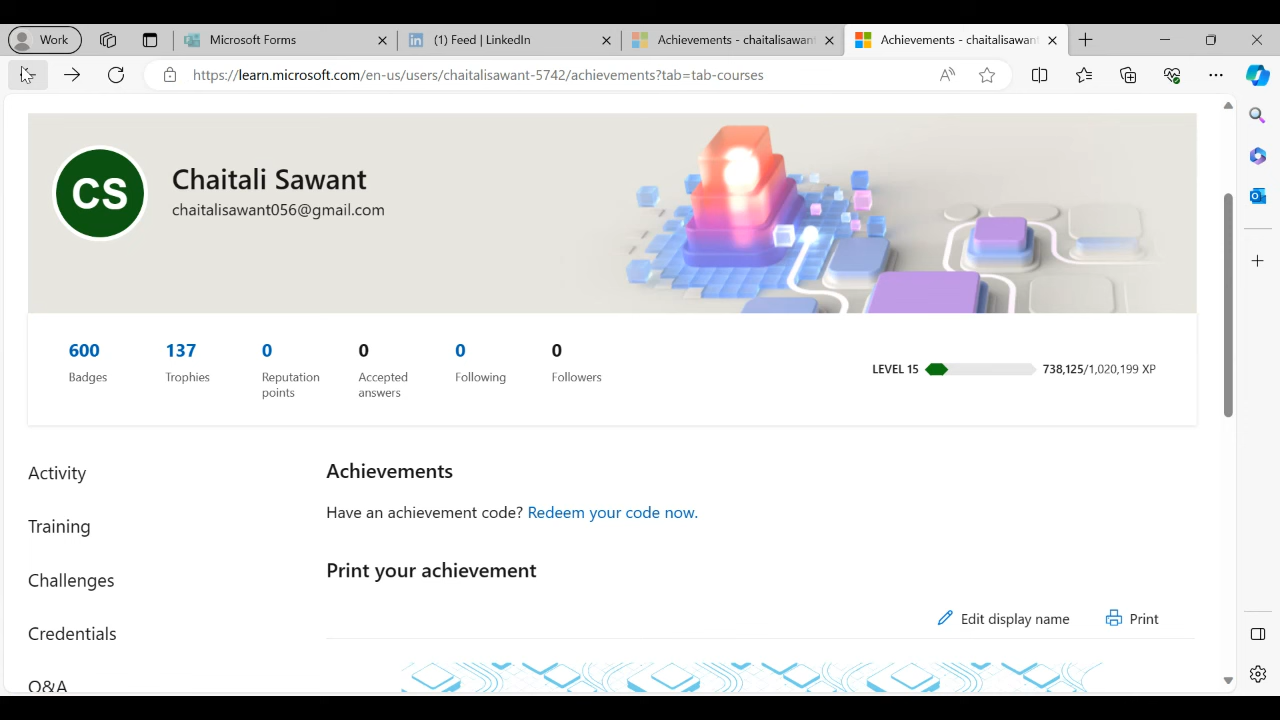 Work
Microsoft Forms
(1) Feed | LinkedIn
Achievements - chaitalisawant
Achievements - chaitalisawant
https://learn.microsoft.com/en-us/users/chaitalisawant-5742/achievements?tab=tab-courses
CS
Chaitali Sawant
chaitalisawant056@gmail.com
600
Badges
137
Trophies
0
Reputation
points
0
Accepted
answers
0
Following
0
Followers
LEVEL 15
738,125/1,020,199 XP
Activity
Training
Challenges
Credentials
Q&A
Achievements
Have an achievement code? Redeem your code now.
Print your achievement
Edit display name
Print